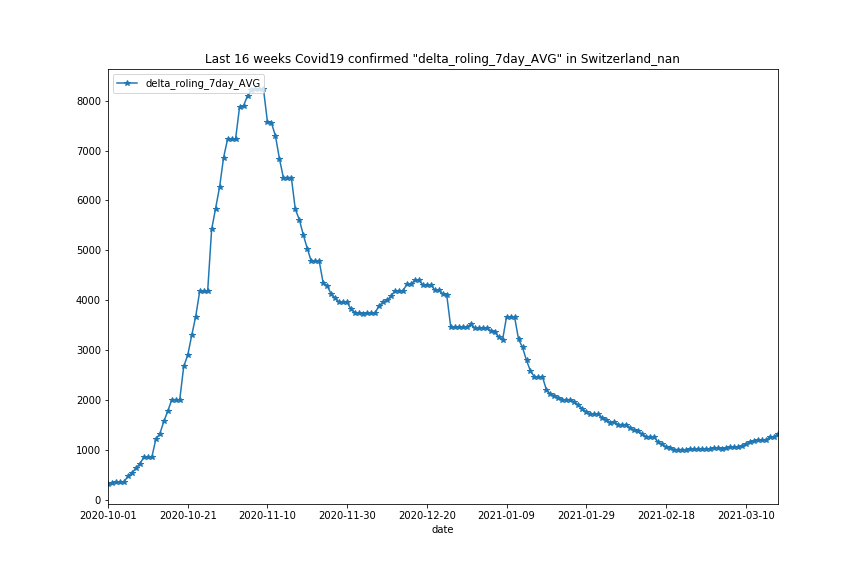 Last 16 weeks Covid19 confirmed "delta_roling_7day_AVG" in Switzerland_nan
delta_roling_7day_AVG
8000
7000
6000
5000
4000
3000
2000
1000
0
2020-10-01 2020-10-21 2020-11-10 2020-11-30 2020-12-20 2021-01-09 2021-01-29 2021-02-18 2021-03-10
date